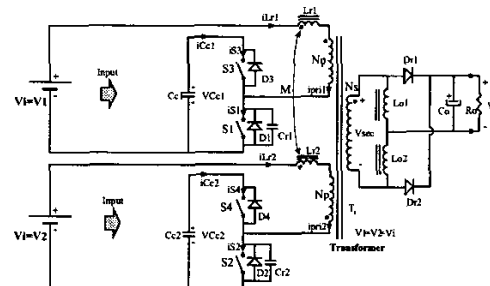 iLr1 Lr1
iCc1 iS3 Np Dr1
Input S3 D3 M Ns
Cc VCc1 ipri1 Lo1 Co Ro
Vi=V1 iS1 Vsec
S1 D1 Cr1
iLr2 Lr2 Lo2
iCc2 iS4 Np Dr2
Input S4 D4 Tr
Cc2 VCc2 ipri2 Vi=V2=Vi
Vi=V2 iS2 Transformer
S2 D2 Cr2